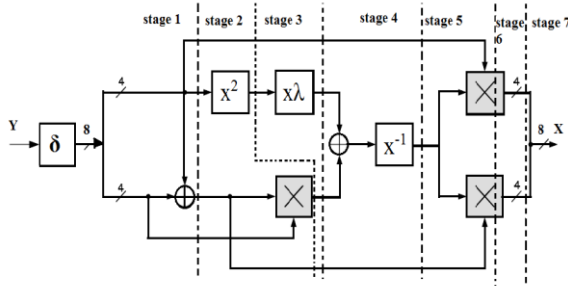 stage 1 stage 2 stage 3 stage 4 stage 5 stage 6 stage 7
4 4
X² Xλ
Y 8 8 X
δ X⁻¹
4 4